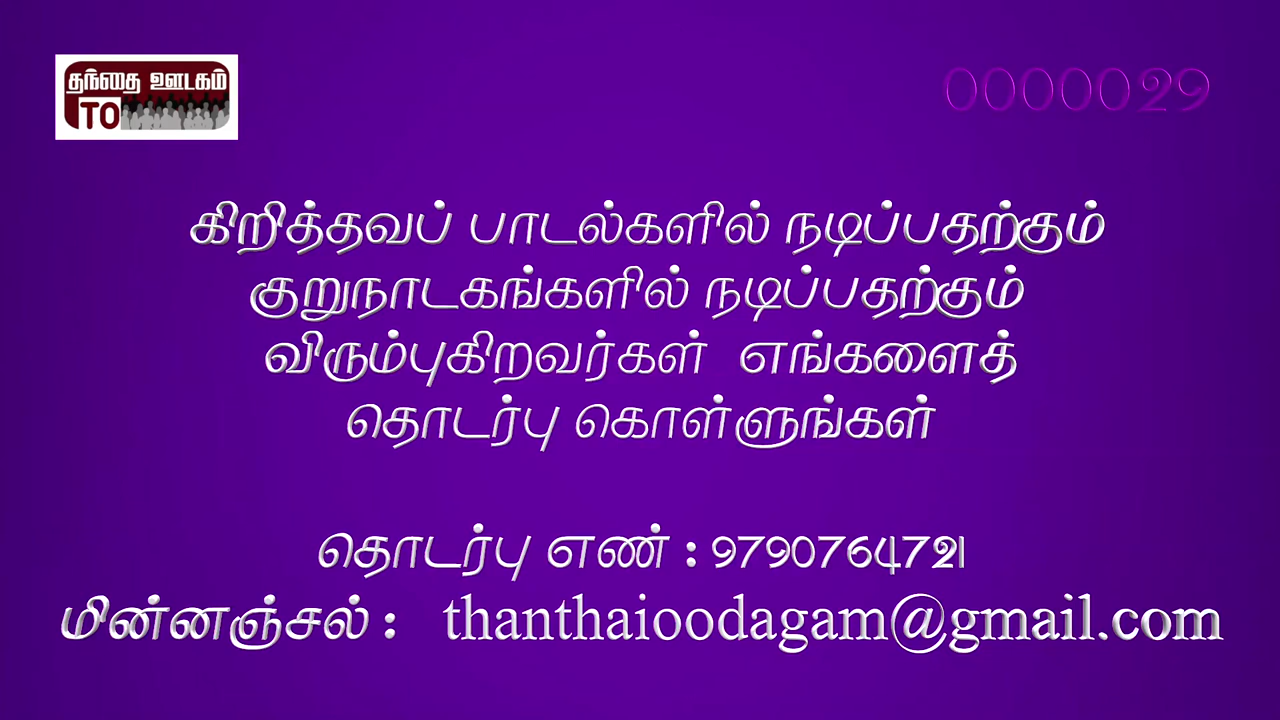 தந்தை ஊடகம்
TO
0000029
கிறித்தவப் பாடல்களில் நடிப்பதற்கும்
குறுநாடகங்களில் நடிப்பதற்கும்
விரும்புகிறவர்கள் எங்களைத்
தொடர்பு கொள்ளுங்கள்
தொடர்பு எண் : 9790764721
மின்னஞ்சல் : thanthaioodagam@gmail.com